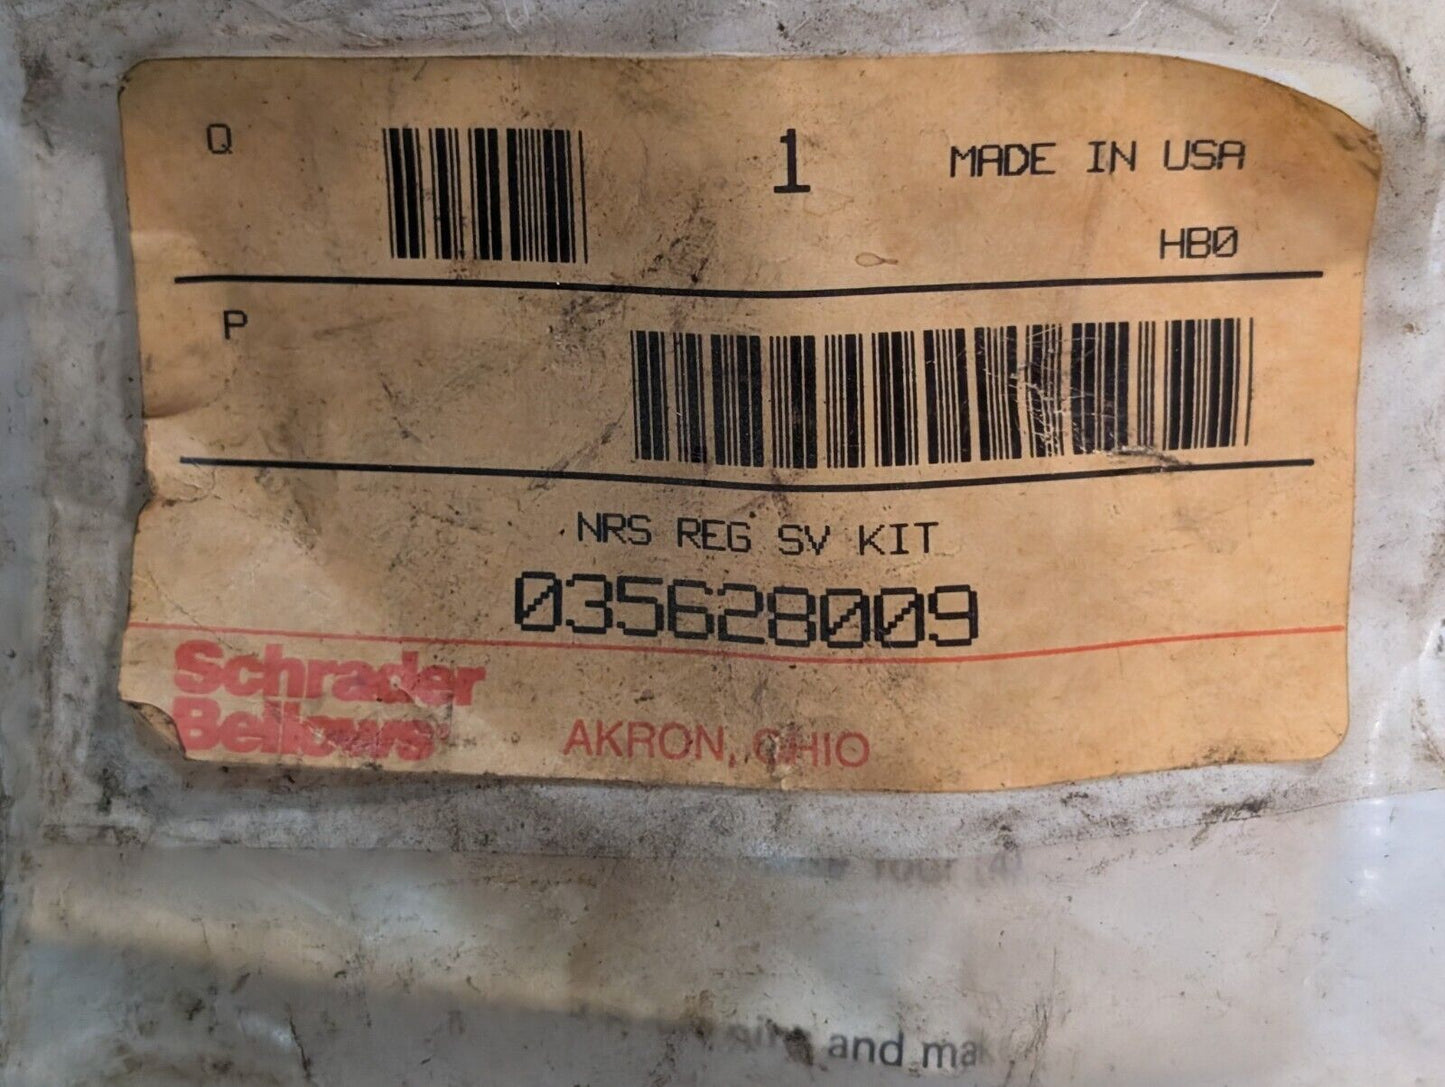 Q 1 MADE IN USA
HB0
P
NRS REG SV KIT
035628009
Schrader
Bellows
AKRON, OHIO
and